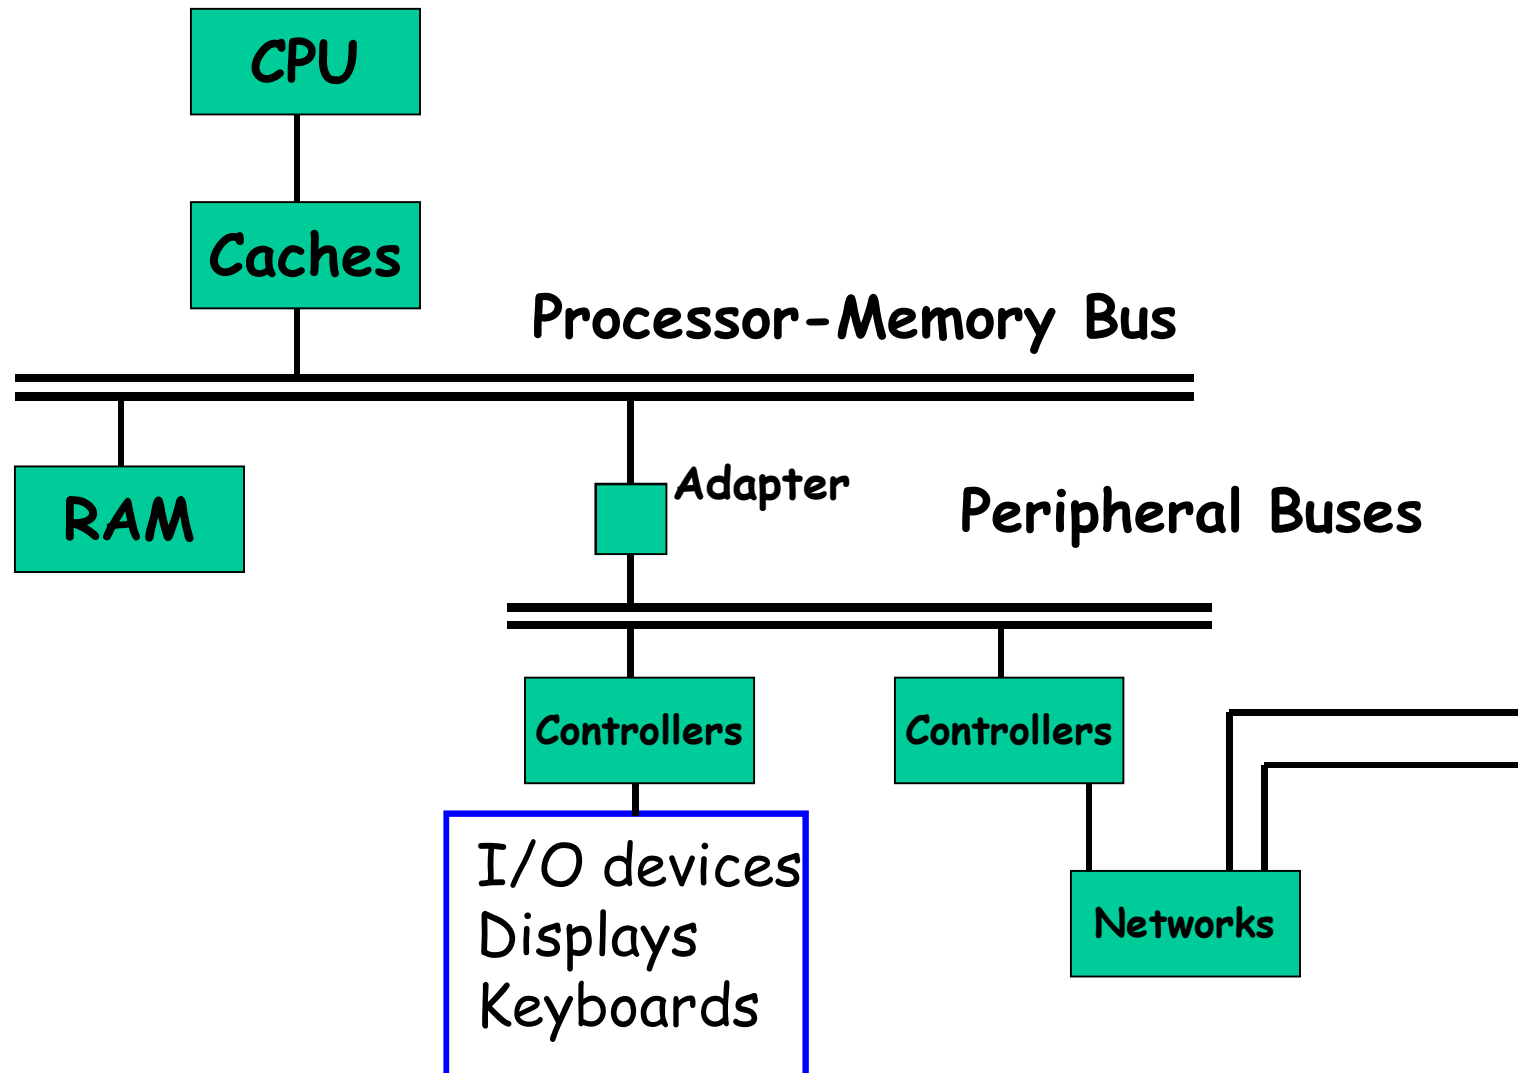 CPU
Caches
Processor-Memory Bus
RAM
Adapter
Peripheral Buses
Controllers
Controllers
I/O devices
Displays
Keyboards
Networks